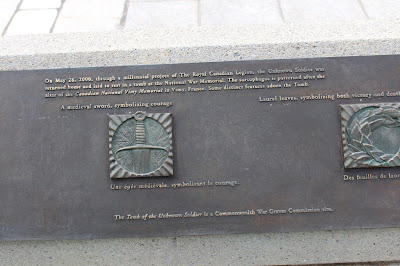 On May 28, 2000, through a millennial project of The Royal Canadian Legion, the Unknown Soldier was
returned home and laid to rest in a tomb at the National War Memorial. The sarcophagus is patterned after the
altar of the Canadian National Vimy Memorial in Vimy, France. Some distinct features adorn the Tomb:
A medieval sword, symbolizing courage
Laurel leaves, symbolizing both victory and death
Une épée médiévale, symbolisant le courage.
Des feuilles de
The Tomb of the Unknown Soldier is a Commonwealth War Graves Commission site.